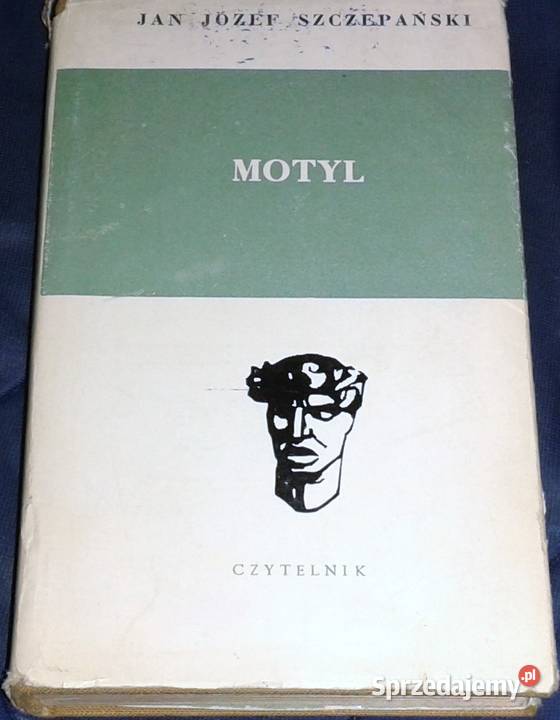 JAN JÓZEF SZCZEPAŃSKI
MOTYL
CZYTELNIK
Sprzedajemy.pl